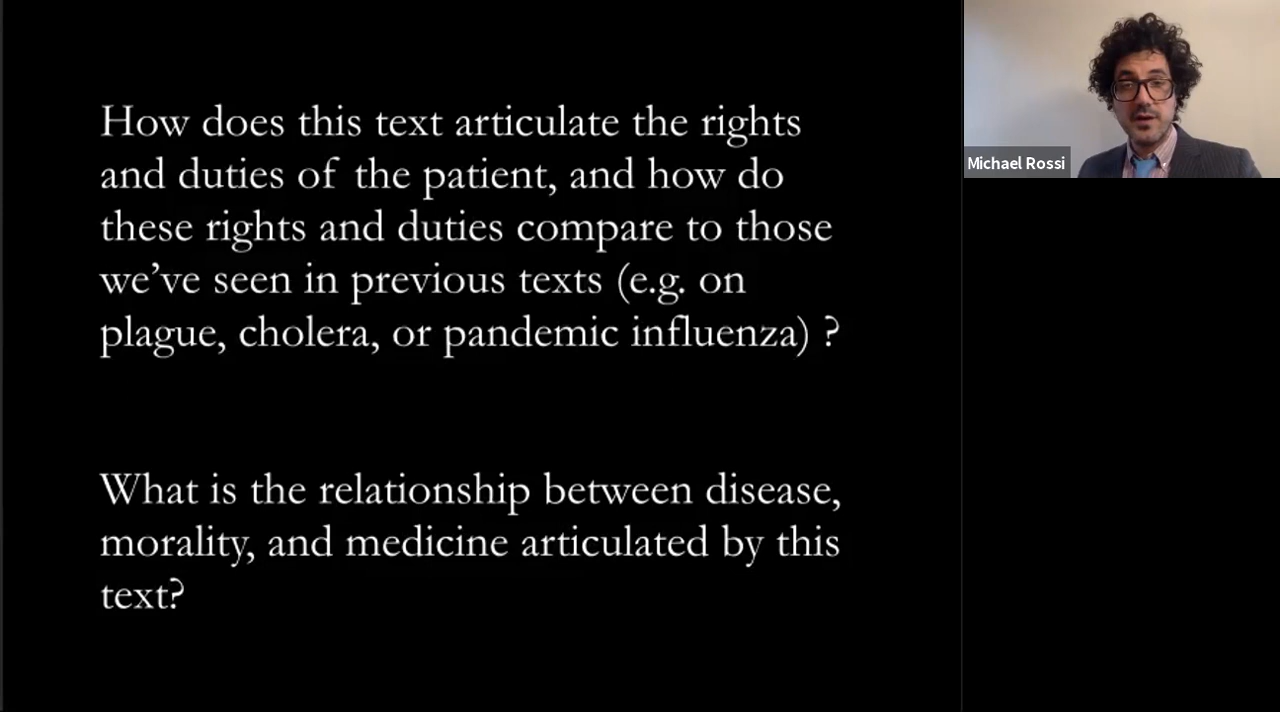 How does this text articulate the rights
and duties of the patient, and how do
these rights and duties compare to those
we’ve seen in previous texts (e.g. on
plague, cholera, or pandemic influenza) ?
What is the relationship between disease,
morality, and medicine articulated by this
text?
Michael Rossi